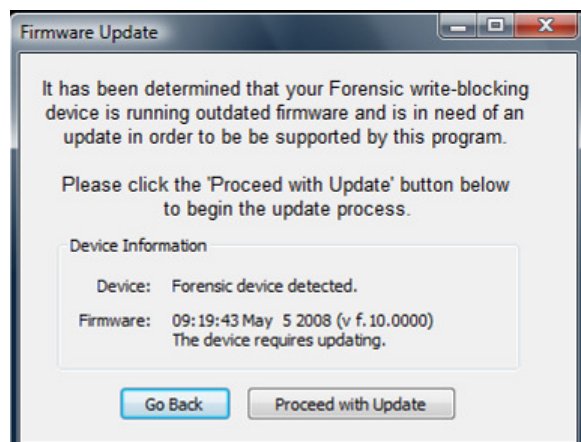 Firmware Update
It has been determined that your Forensic write-blocking
device is running outdated firmware and is in need of an
update in order to be be supported by this program.
Please click the 'Proceed with Update' button below
to begin the update process.
Device Information
Device: Forensic device detected.
Firmware: 09:19:43 May  5 2008 (v f.10.0000)
The device requires updating.
Go Back Proceed with Update